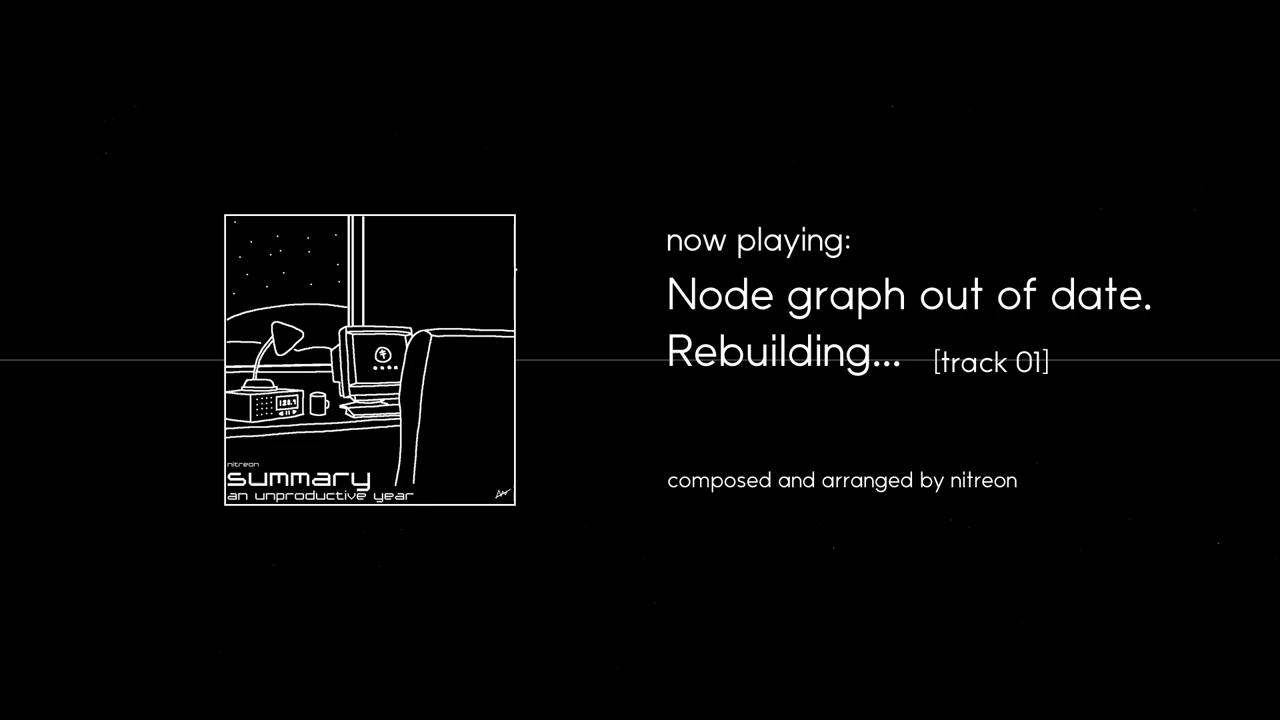 now playing:
Node graph out of date.
Rebuilding... [track 01]
composed and arranged by nitreon
nitreon
summary
an unproductive year